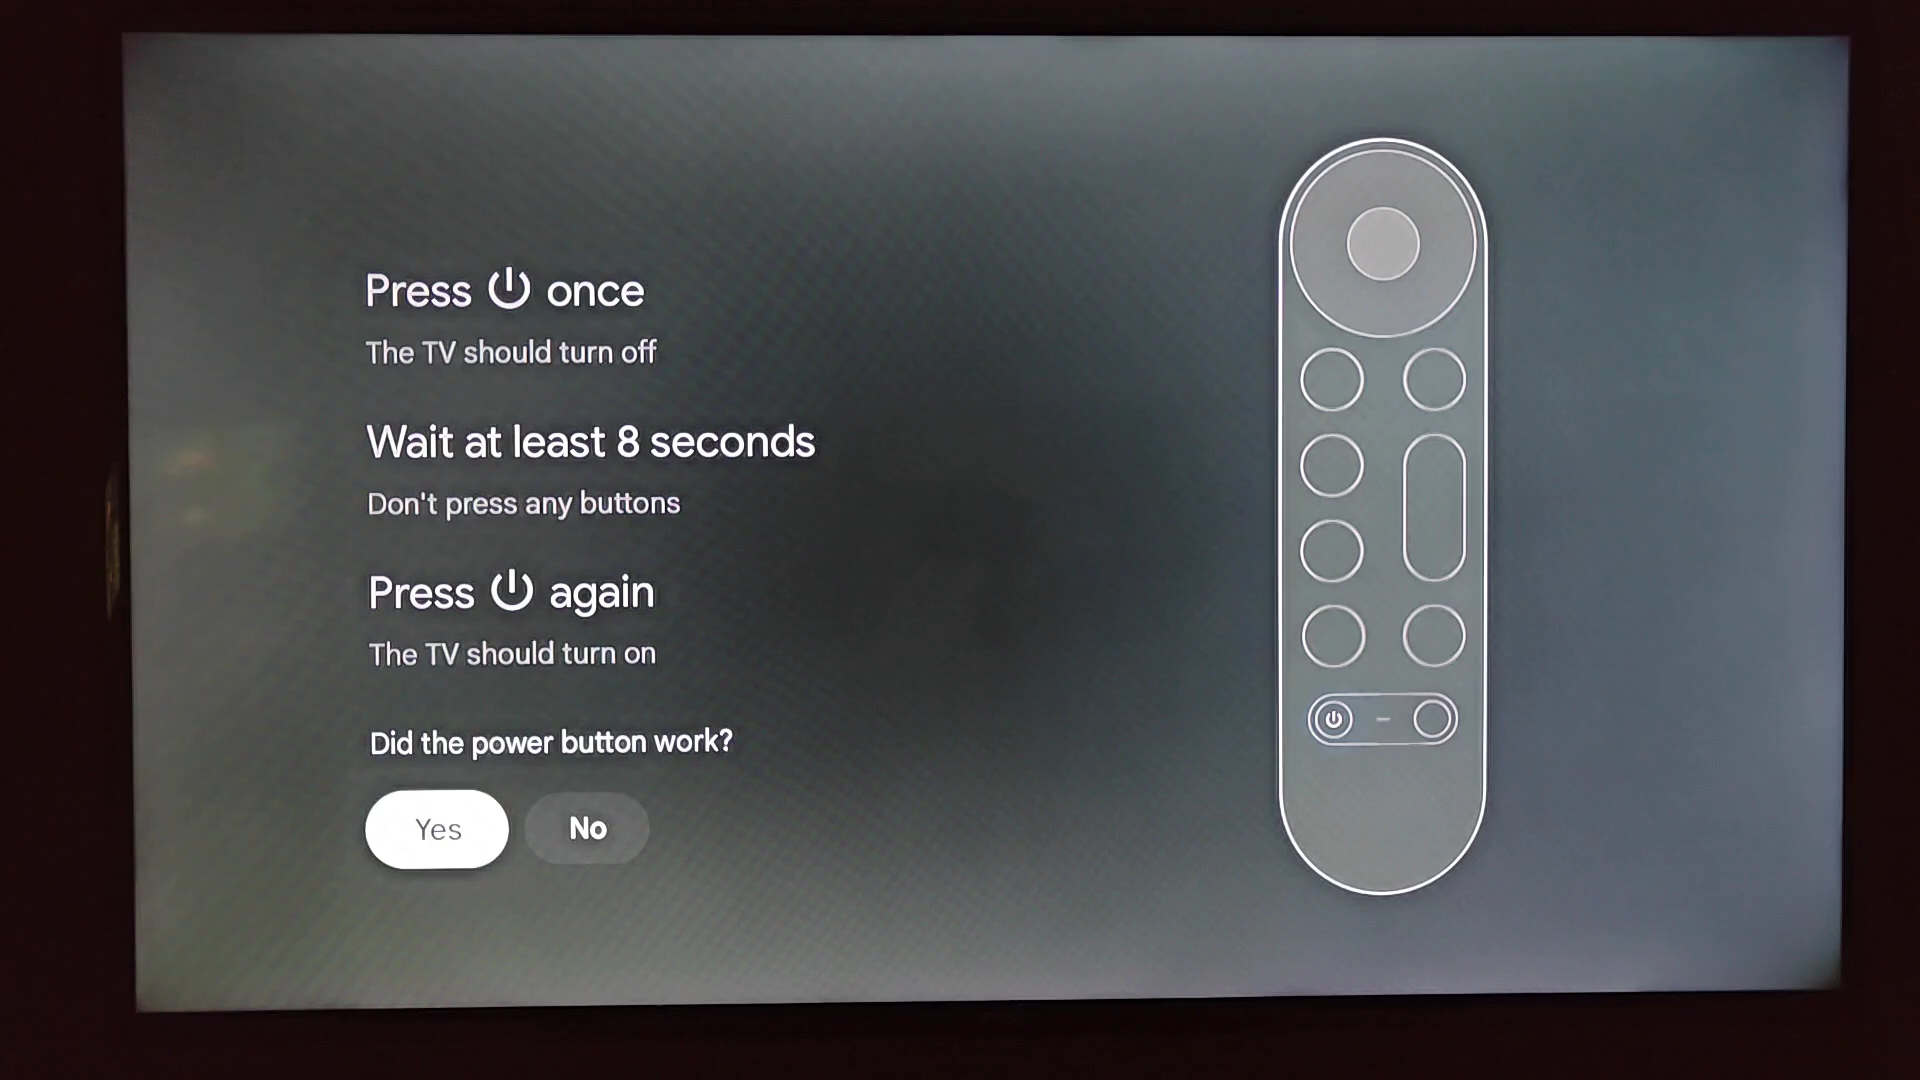 Press ⏻ once
The TV should turn off
Wait at least 8 seconds
Don't press any buttons
Press ⏻ again
The TV should turn on
Did the power button work?
Yes
No